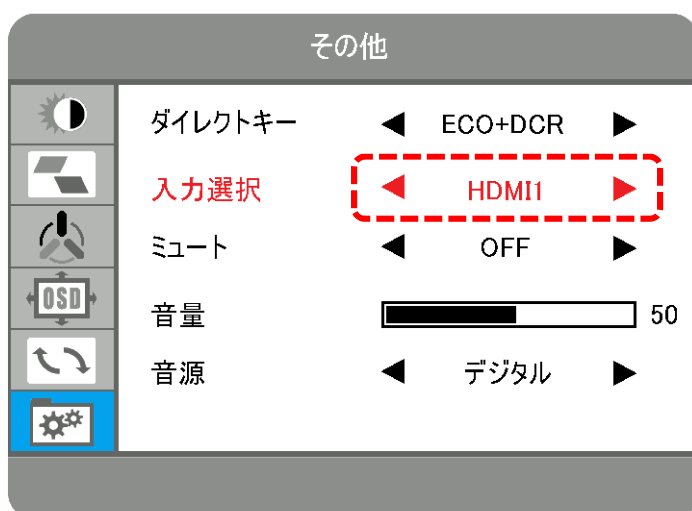 その他
ダイレクトキー ECO+DCR
入力選択 HDMI1
ミュート OFF
OSD
音量 50
音源 デジタル